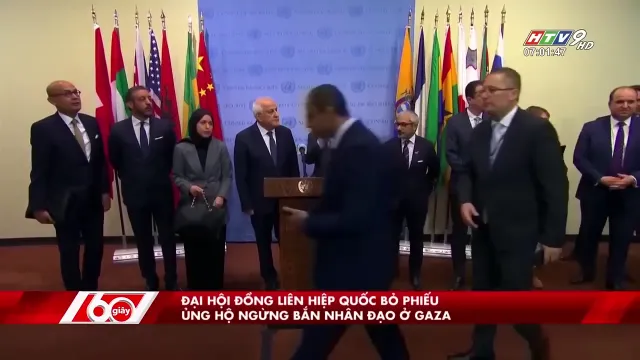 HTV9 HD
07:01:47
60 giây
ĐẠI HỘI ĐỒNG LIÊN HIỆP QUỐC BỎ PHIẾU
ỦNG HỘ NGỪNG BẮN NHÂN ĐẠO Ở GAZA